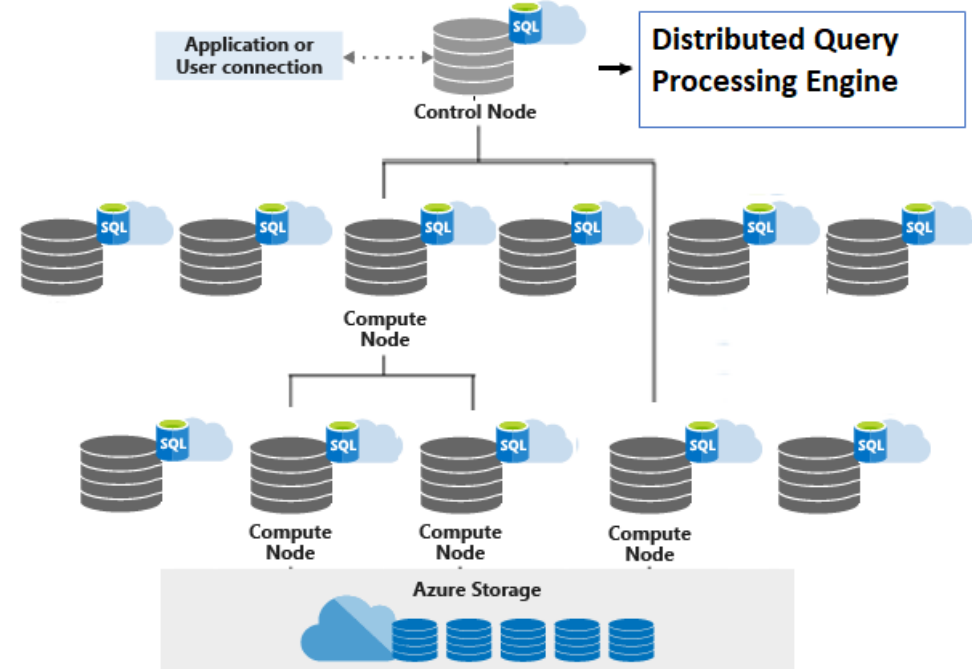 SQL
Application or
User connection
Distributed Query
Processing Engine
Control Node
SQL
SQL
SQL
SQL
SQL
SQL
Compute
Node
SQL
SQL
SQL
SQL
SQL
Compute
Node
Compute
Node
Compute
Node
Azure Storage